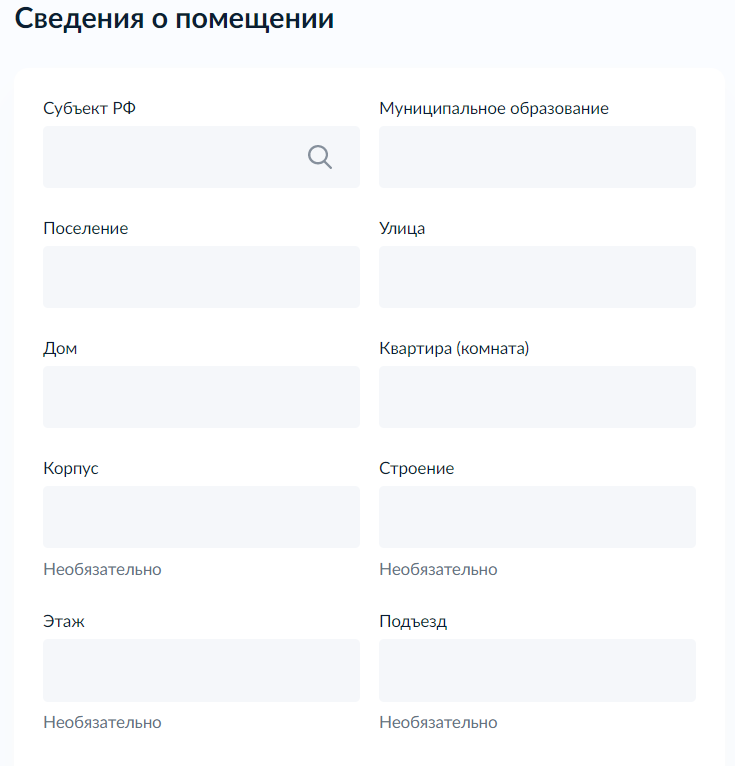 Сведения о помещении
Субъект РФ
Муниципальное образование
Поселение
Улица
Дом
Квартира (комната)
Корпус
Строение
Необязательно
Необязательно
Этаж
Подъезд
Необязательно
Необязательно